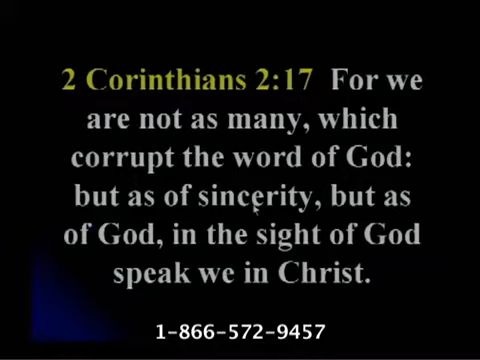 2 Corinthians 2:17 For we
are not as many, which
corrupt the word of God:
but as of sincerity, but as
of God, in the sight of God
speak we in Christ.
1-866-572-9457